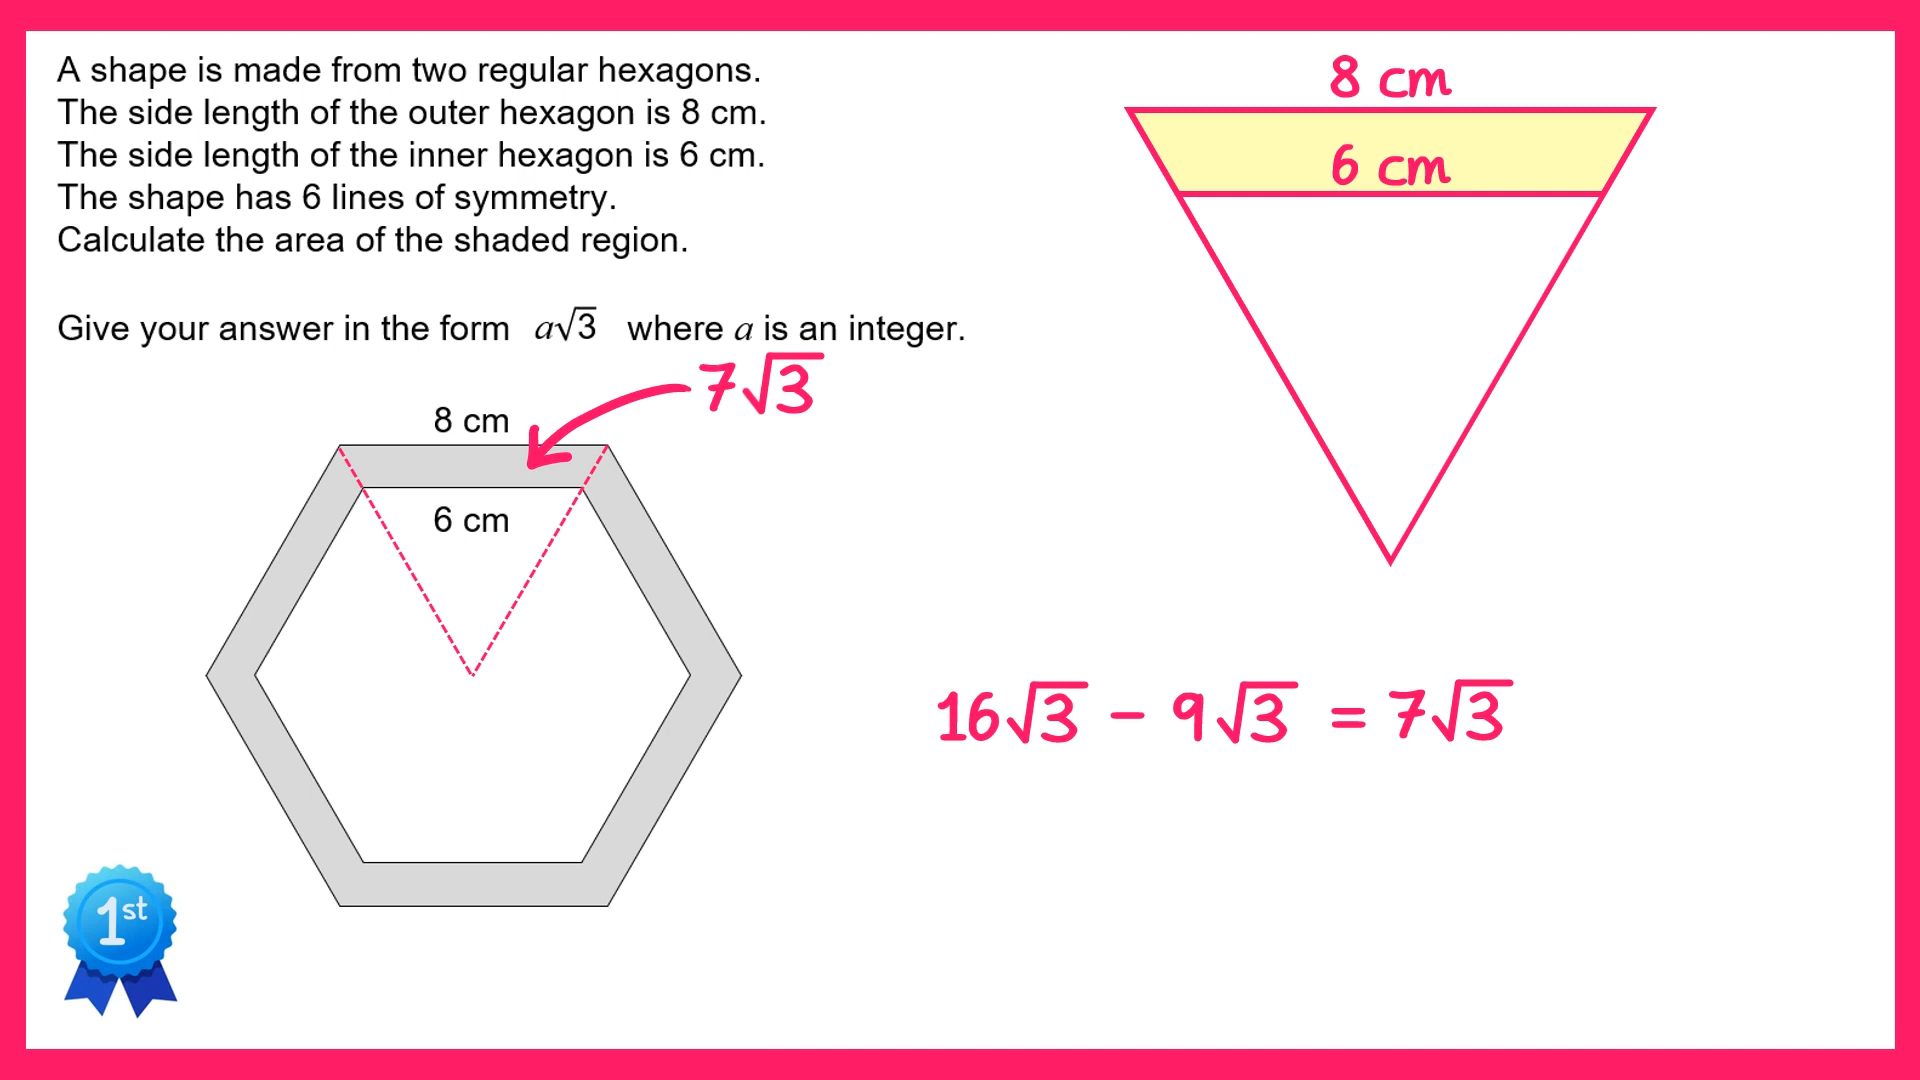 A shape is made from two regular hexagons.
The side length of the outer hexagon is 8 cm.
The side length of the inner hexagon is 6 cm.
The shape has 6 lines of symmetry.
Calculate the area of the shaded region.
Give your answer in the form a√3 where a is an integer.
7√3
8 cm
6 cm
8 cm
6 cm
16√3 – 9√3 = 7√3
1st